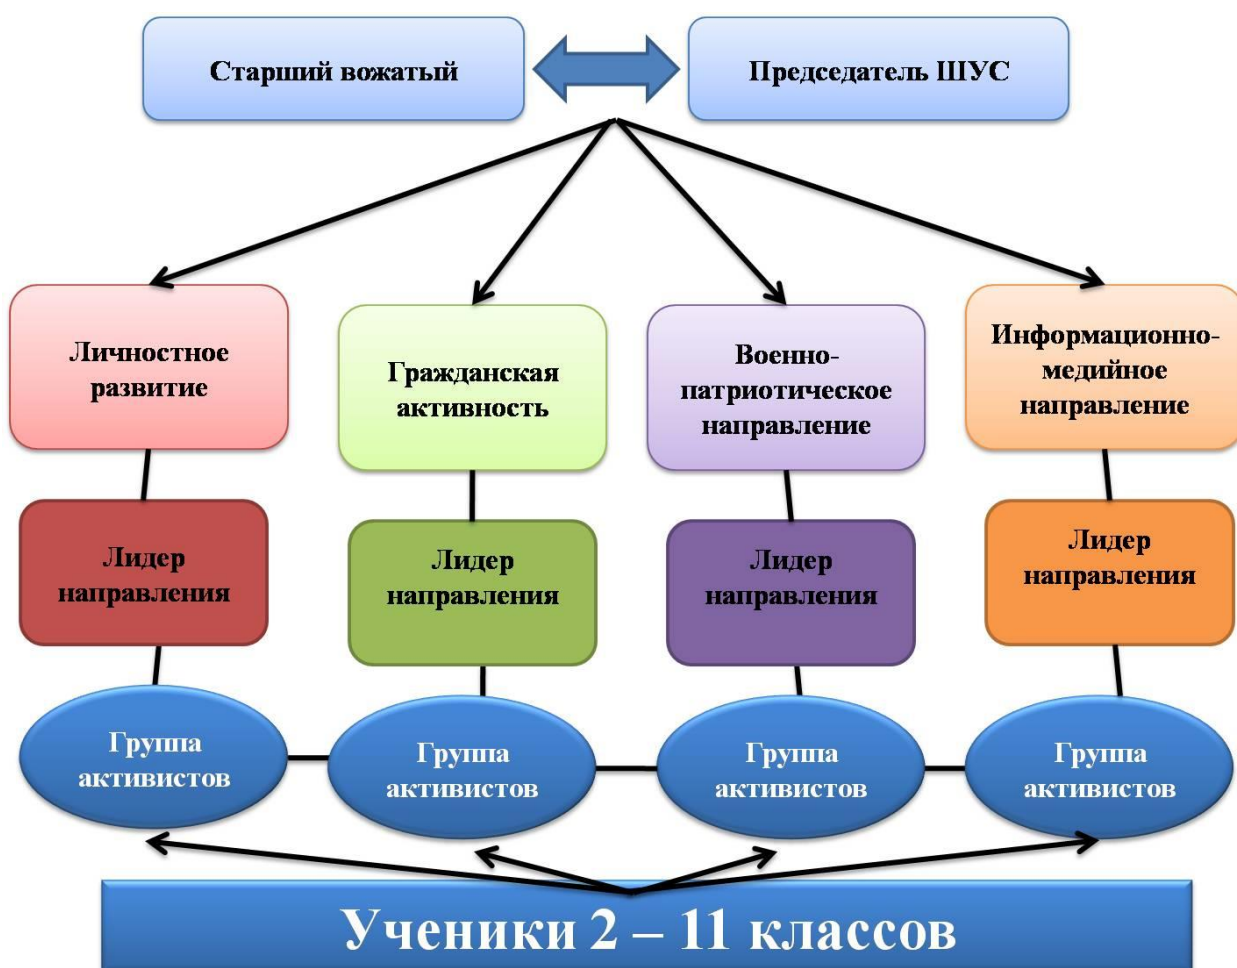 Старший вожатый
Председатель ШУС
Личностное
развитие
Гражданская
активность
Военно-
патриотическое
направление
Информационно-
медийное
направление
Лидер
направления
Лидер
направления
Лидер
направления
Лидер
направления
Группа
активистов
Группа
активистов
Группа
активистов
Группа
активистов
Ученики 2 – 11 классов